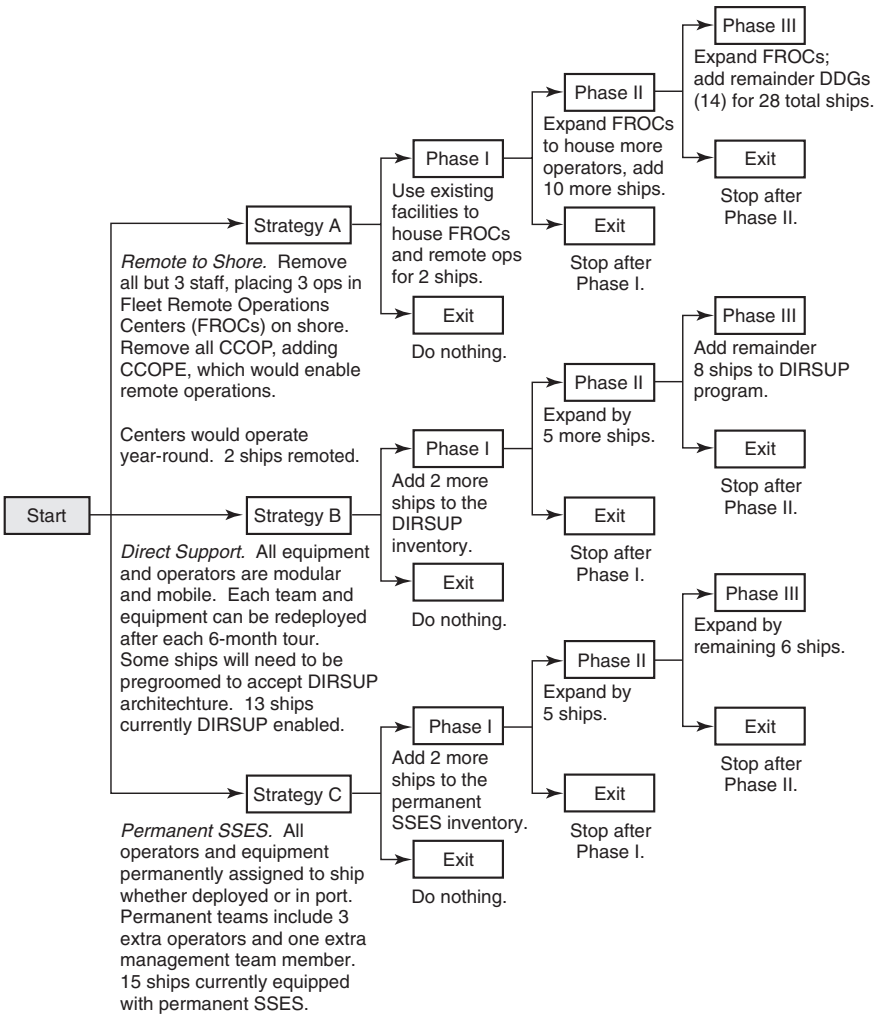 Start
Strategy A
Remote to Shore. Remove
all but 3 staff, placing 3 ops in
Fleet Remote Operations
Centers (FROCs) on shore.
Remove all CCOP, adding
CCOPE, which would enable
remote operations.
Centers would operate
year-round. 2 ships remoted.
Phase I
Use existing
facilities to
house FROCs
and remote ops
for 2 ships.
Exit
Do nothing.
Phase II
Expand FROCs
to house more
operators, add
10 more ships.
Exit
Stop after
Phase I.
Phase III
Expand FROCs;
add remainder DDGs
(14) for 28 total ships.
Exit
Stop after
Phase II.
Strategy B
Direct Support. All equipment
and operators are modular
and mobile. Each team and
equipment can be redeployed
after each 6-month tour.
Some ships will need to be
pregroomed to accept DIRSUP
architechture. 13 ships
currently DIRSUP enabled.
Phase I
Add 2 more
ships to the
DIRSUP
inventory.
Exit
Do nothing.
Phase II
Expand by
5 more ships.
Exit
Stop after
Phase I.
Phase III
Add remainder
8 ships to DIRSUP
program.
Exit
Stop after
Phase II.
Strategy C
Permanent SSES. All
operators and equipment
permanently assigned to ship
whether deployed or in port.
Permanent teams include 3
extra operators and one extra
management team member.
15 ships currently equipped
with permanent SSES.
Phase I
Add 2 more
ships to the
permanent
SSES inventory.
Exit
Do nothing.
Phase II
Expand by
5 ships.
Exit
Stop after
Phase I.
Phase III
Expand by
remaining 6 ships.
Exit
Stop after
Phase II.